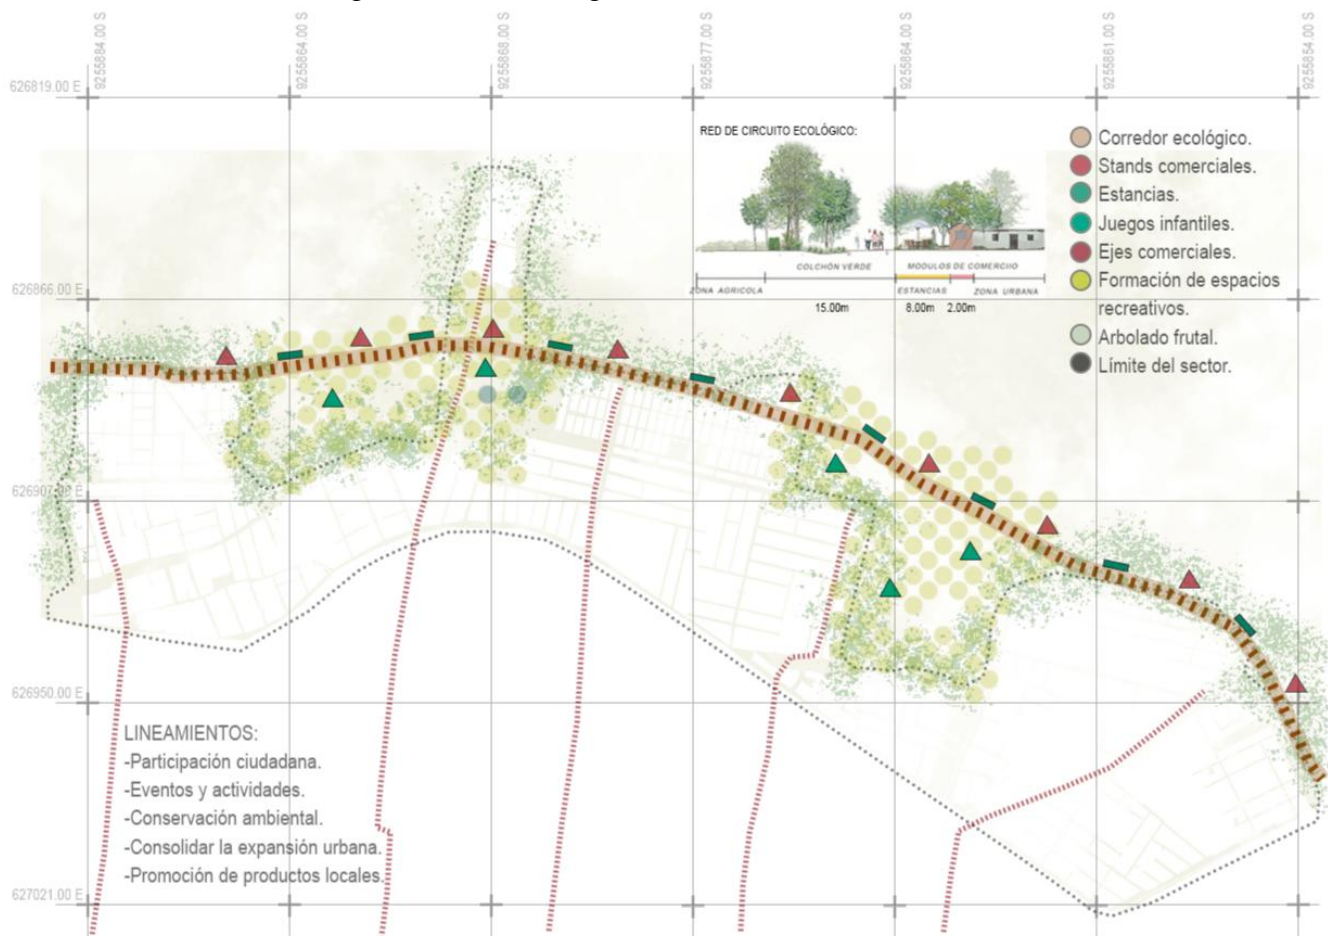 9255884.00 S
9255864.00 S
9255868.00 S
9255877.00 S
9255864.00 S
9255861.00 S
9255854.00 S
626819.00 E
626866.00 E
626907.00 E
626950.00 E
627021.00 E
RED DE CIRCUITO ECOLÓGICO:
COLCHÓN VERDE
MODULOS DE COMERCIIO
ZONA AGRICOLA
ESTANCIAS
ZONA URBANA
15.00m
8.00m
2.00m
Corredor ecológico.
Stands comerciales.
Estancias.
Juegos infantiles.
Ejes comerciales.
Formación de espacios
recreativos.
Arbolado frutal.
Límite del sector.
LINEAMIENTOS:
-Participación ciudadana.
-Eventos y actividades.
-Conservación ambiental.
-Consolidar la expansión urbana.
-Promoción de productos locales.